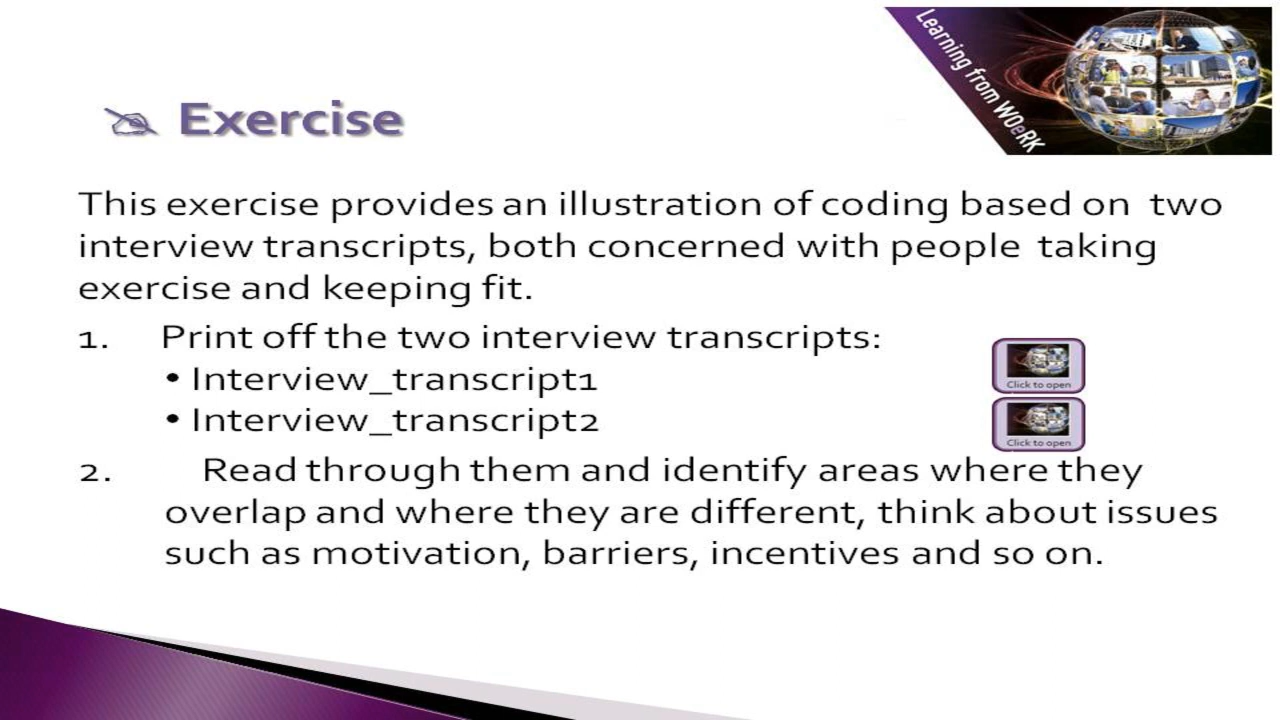 Learning from WOeRK
Exercise
This exercise provides an illustration of coding based on two
interview transcripts, both concerned with people taking
exercise and keeping fit.
1. Print off the two interview transcripts:
• Interview_transcript1
Click to open
• Interview_transcript2
Click to open
2. Read through them and identify areas where they
overlap and where they are different, think about issues
such as motivation, barriers, incentives and so on.